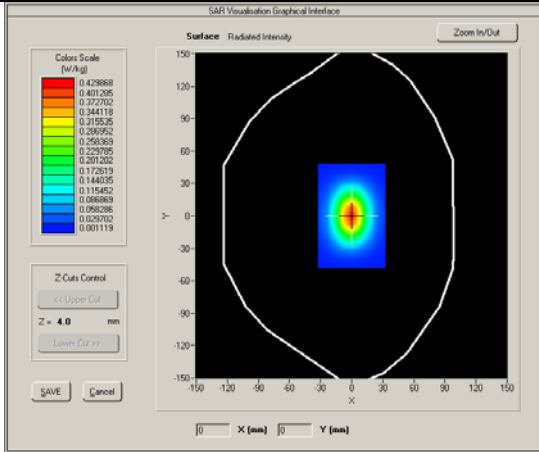 SAR Visualisation Graphical Interface
Surface Radiated Intensity
Zoom In/Out
Colors Scale
(W/kg)
0.429868
0.401285
0.372702
0.344118
0.315535
0.286952
0.258369
0.229785
0.201202
0.172619
0.144035
0.115452
0.086869
0.058286
0.029702
0.001119
150
120
90
60
30
0
-30
-60
-90
-120
-150
Y
-150 -120 -90 -60 -30 0 30 60 90 120 150
X
Z-Cuts Control
<< Upper Cut
Z = 4.0 mm
Lower Cut >>
SAVE Cancel
0 X (mm) 0 Y (mm)